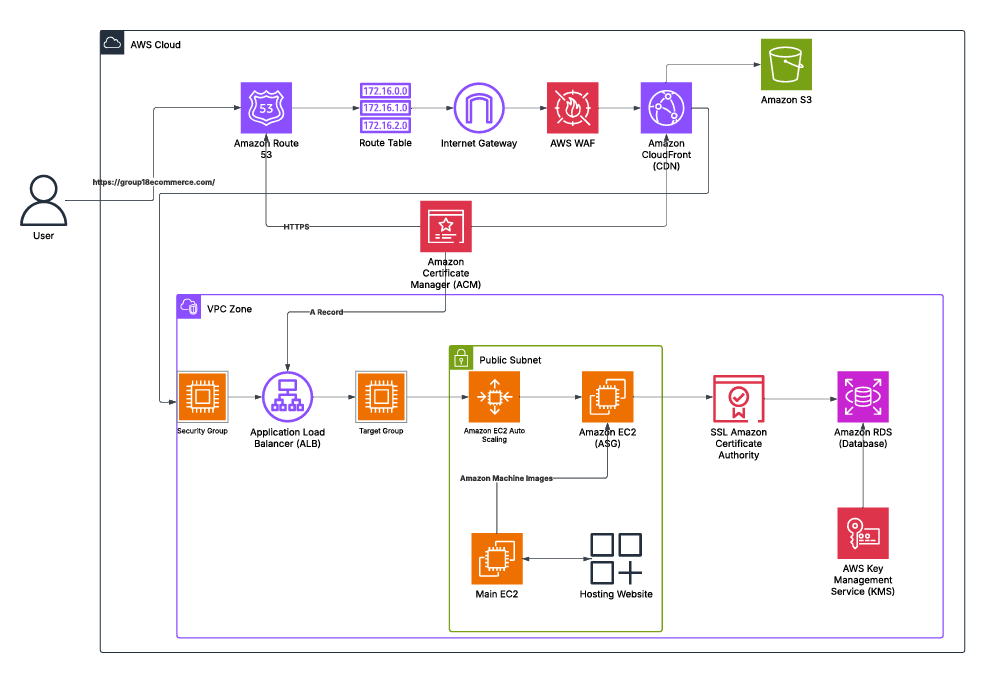 AWS Cloud
Amazon S3
172.16.0.0
172.16.1.0
172.16.2.0
53
Amazon Route
53
Route Table
Internet Gateway
AWS WAF
Amazon
CloudFront
(CDN)
https://group18ecommerce.com/
User
HTTPS
Amazon
Certificate
Manager (ACM)
VPC Zone
A Record
Public Subnet
Security Group
Application Load
Balancer (ALB)
Target Group
Amazon EC2 Auto
Scaling
Amazon EC2
(ASG)
SSL Amazon
Certificate
Authority
Amazon RDS
(Database)
Amazon Machine Images
Main EC2
Hosting Website
AWS Key
Management
Service (KMS)